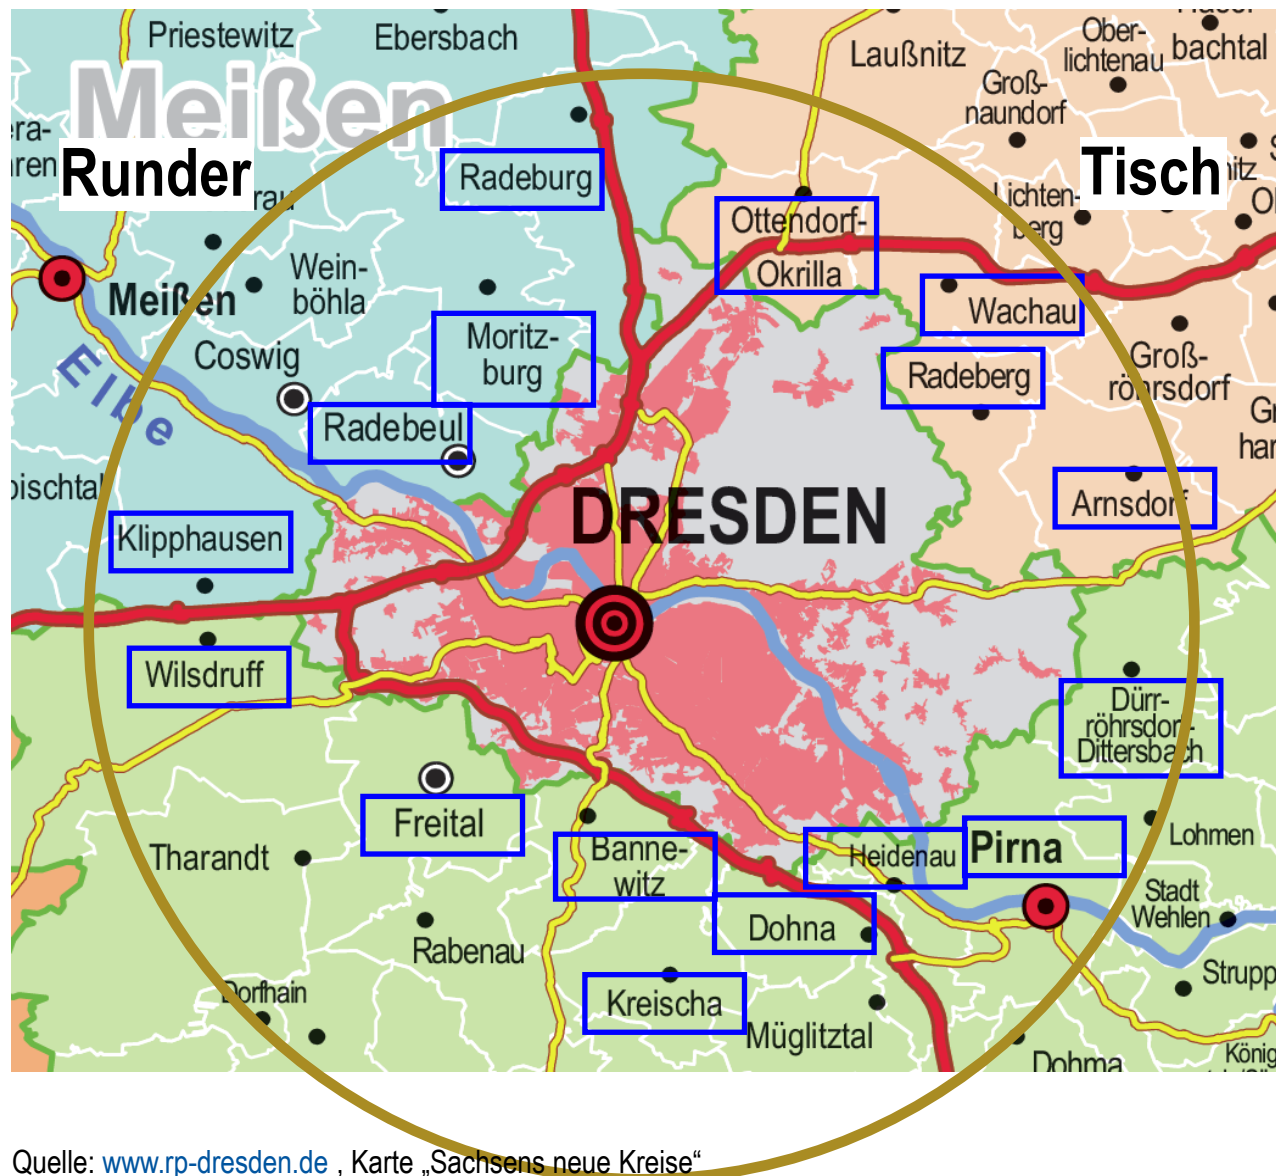 Priestewitz
Ebersbach
Laußnitz
Ober-
lichtenau
bachtal
Groß-
naundorf
Meißen
Runder
Tisch
Radeburg
Lichten-
berg
Ottendorf-
Okrilla
Wein-
böhla
Meißen
Wachau
Moritz-
burg
Coswig
Elbe
Radeberg
Groß-
röhrsdorf
Radebeul
Arnsdorf
DRESDEN
Klipphausen
Wilsdruff
Dürr-
röhrsdorf-
Dittersbach
Freital
Tharandt
Banne-
witz
Heidenau
Pirna
Lohmen
Stadt
Wehlen
Dohna
Rabenau
Kreischa
Dorfhain
Müglitztal
Strupp
Dohma
König
Quelle: www.rp-dresden.de , Karte „Sachsens neue Kreise“